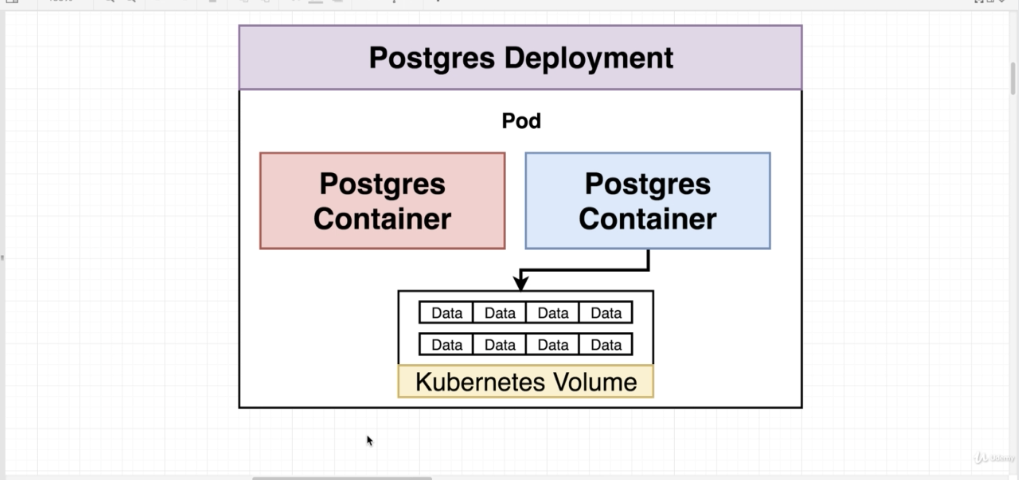 Postgres Deployment
Pod
Postgres
Container
Postgres
Container
Data Data Data Data
Data Data Data Data
Kubernetes Volume
Udemy